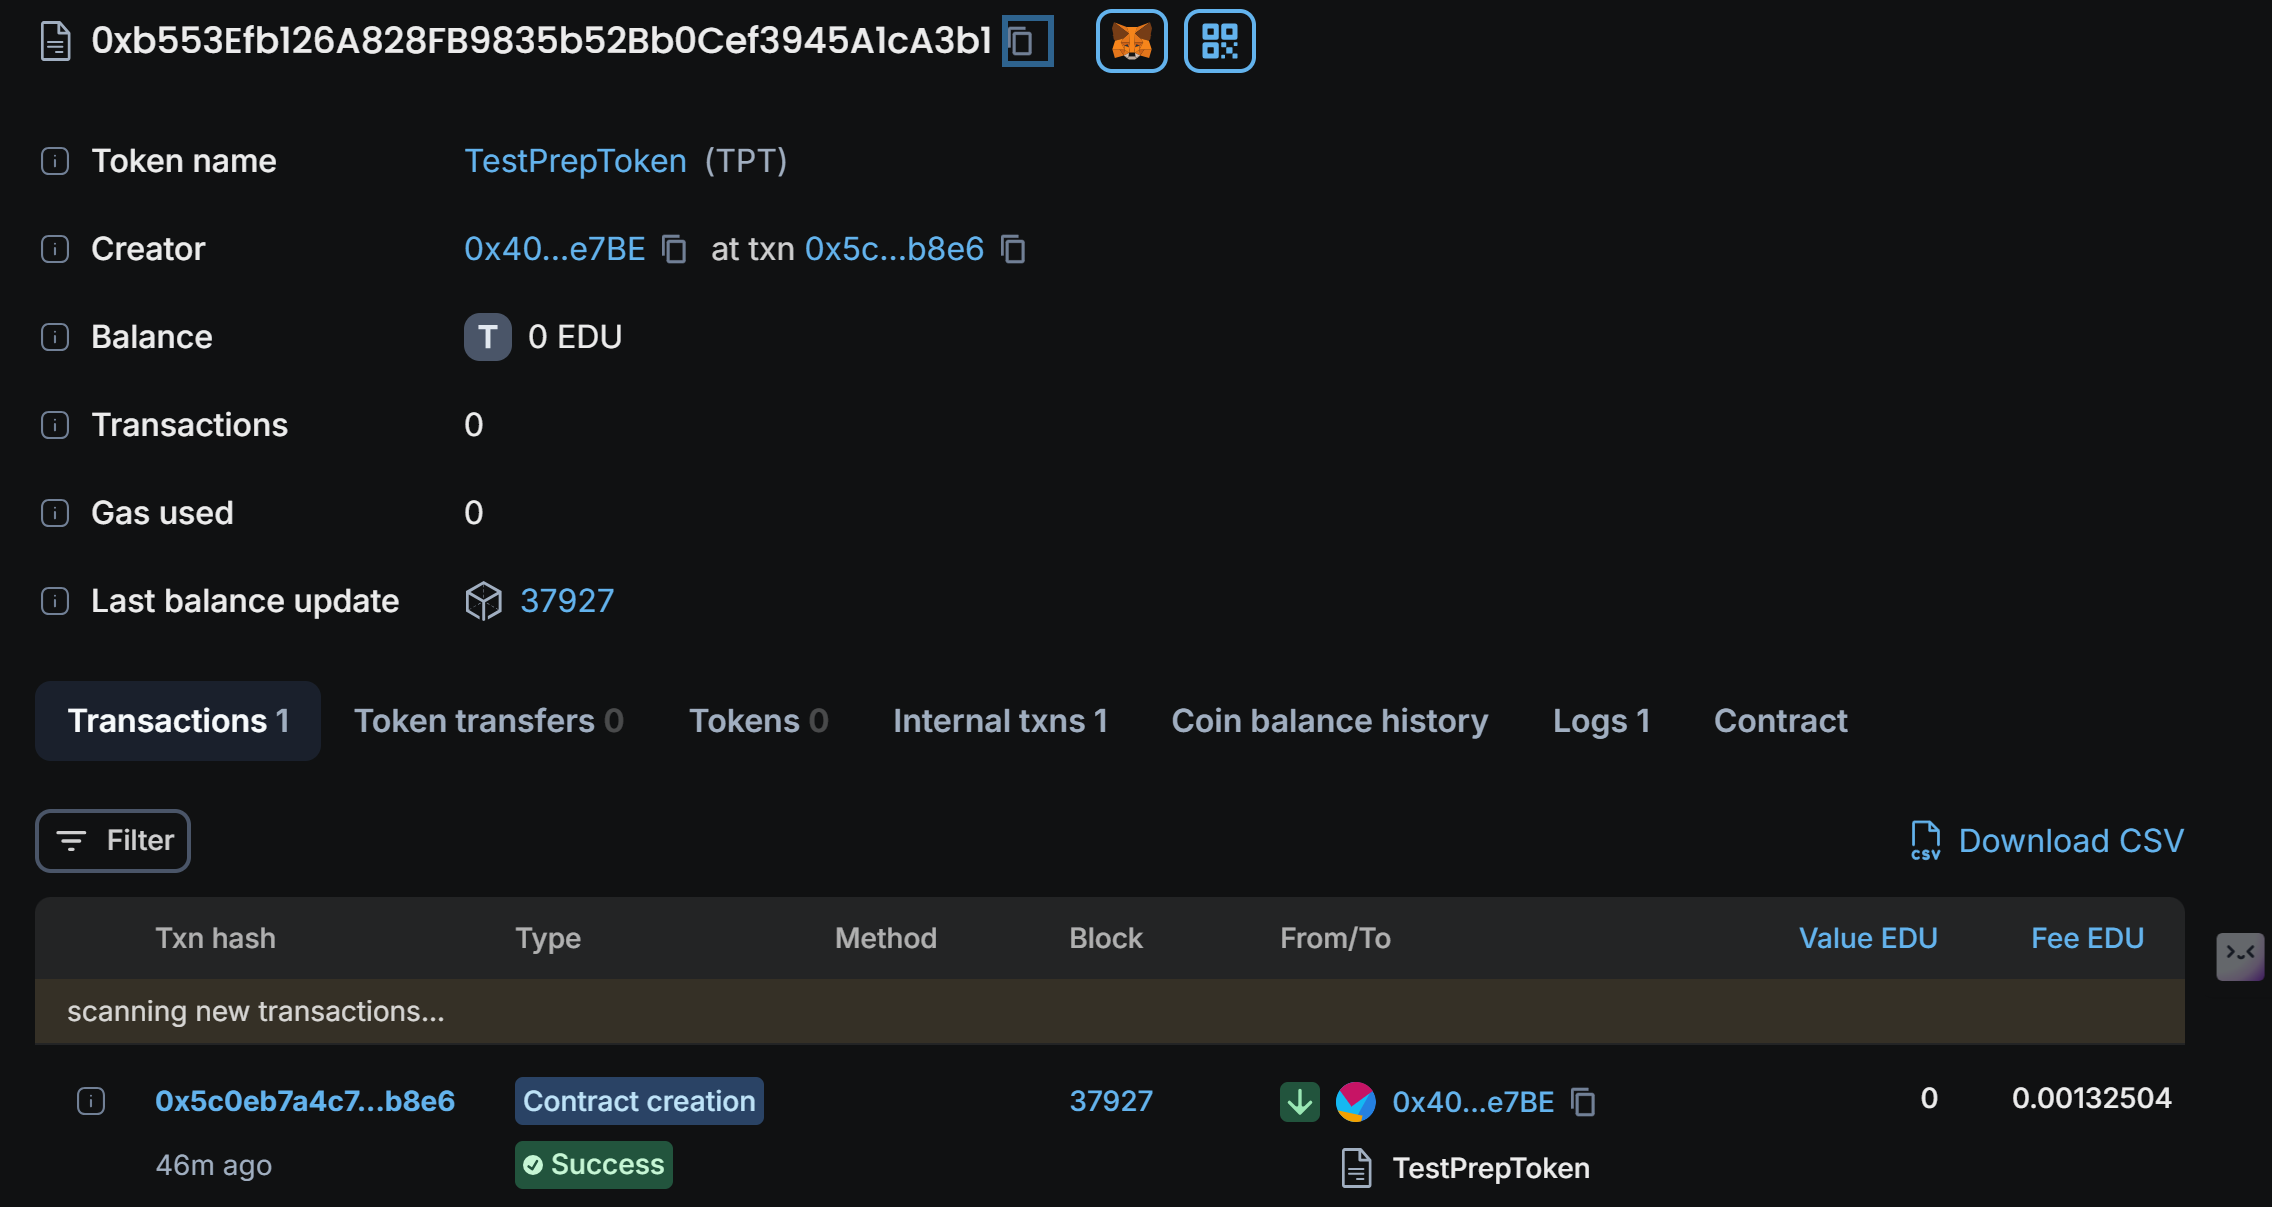 0xb553Efb126A828FB9835b52Bb0Cef3945A1cA3b1
Token name TestPrepToken (TPT)
Creator 0x40...e7BE at txn 0x5c...b8e6
Balance T 0 EDU
Transactions 0
Gas used 0
Last balance update 37927
Transactions 1 Token transfers 0 Tokens 0 Internal txns 1 Coin balance history Logs 1 Contract
Filter CSV Download CSV
Txn hash Type Method Block From/To Value EDU Fee EDU
scanning new transactions...
0x5c0eb7a4c7...b8e6 Contract creation 37927 0x40...e7BE 0 0.00132504
46m ago Success TestPrepToken